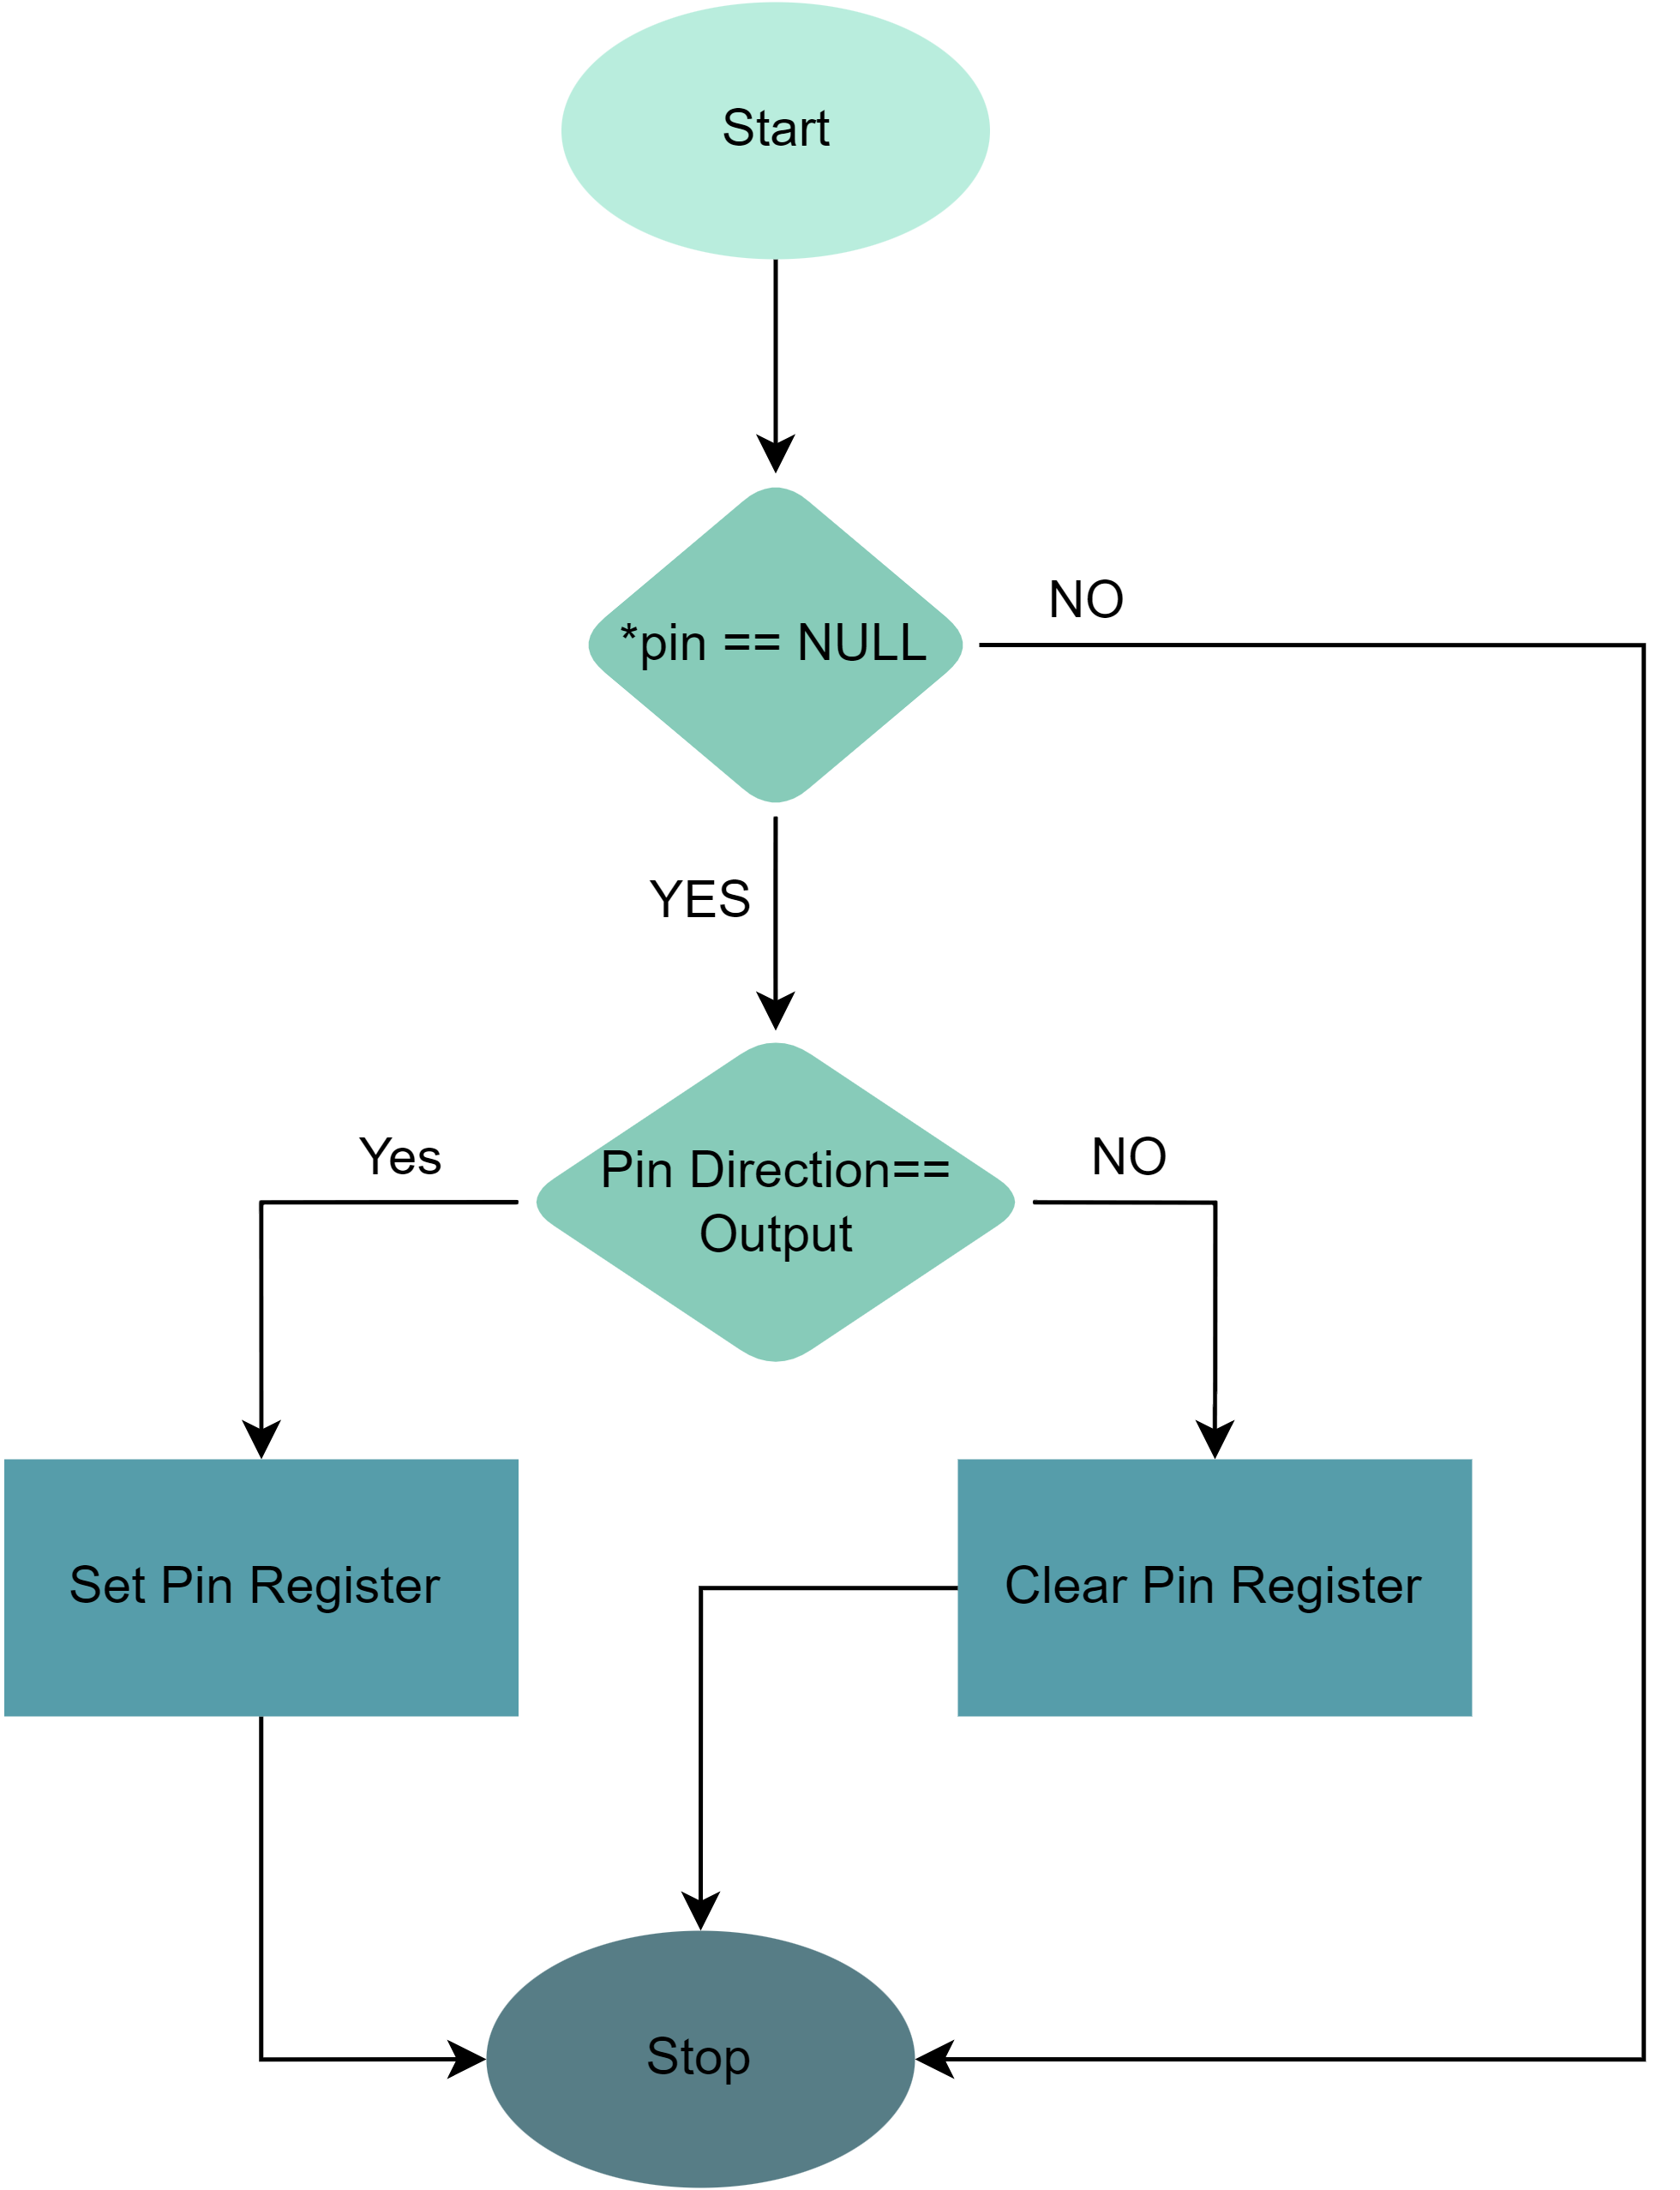 Start
*pin == NULL
NO
YES
Pin Direction==
Output
Yes
NO
Set Pin Register
Clear Pin Register
Stop